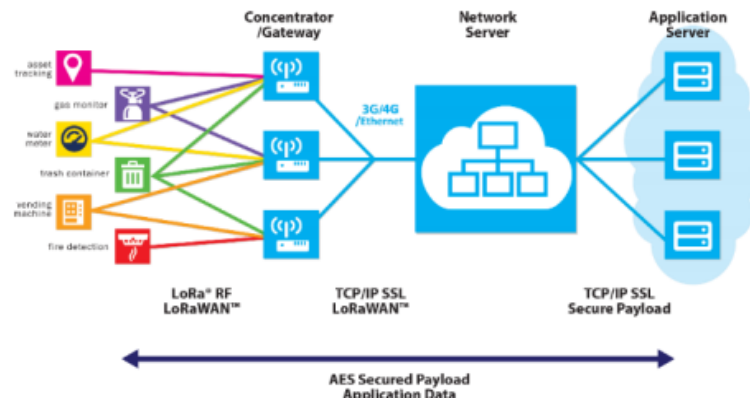 Concentrator
/Gateway
Network
Server
Application
Server
asset
tracking
gas monitor
water
meter
trash container
vending
machine
fire detection
3G/4G
/Ethernet
LoRa® RF
LoRaWAN™
TCP/IP SSL
LoRaWAN™
TCP/IP SSL
Secure Payload
AES Secured Payload
Application Data